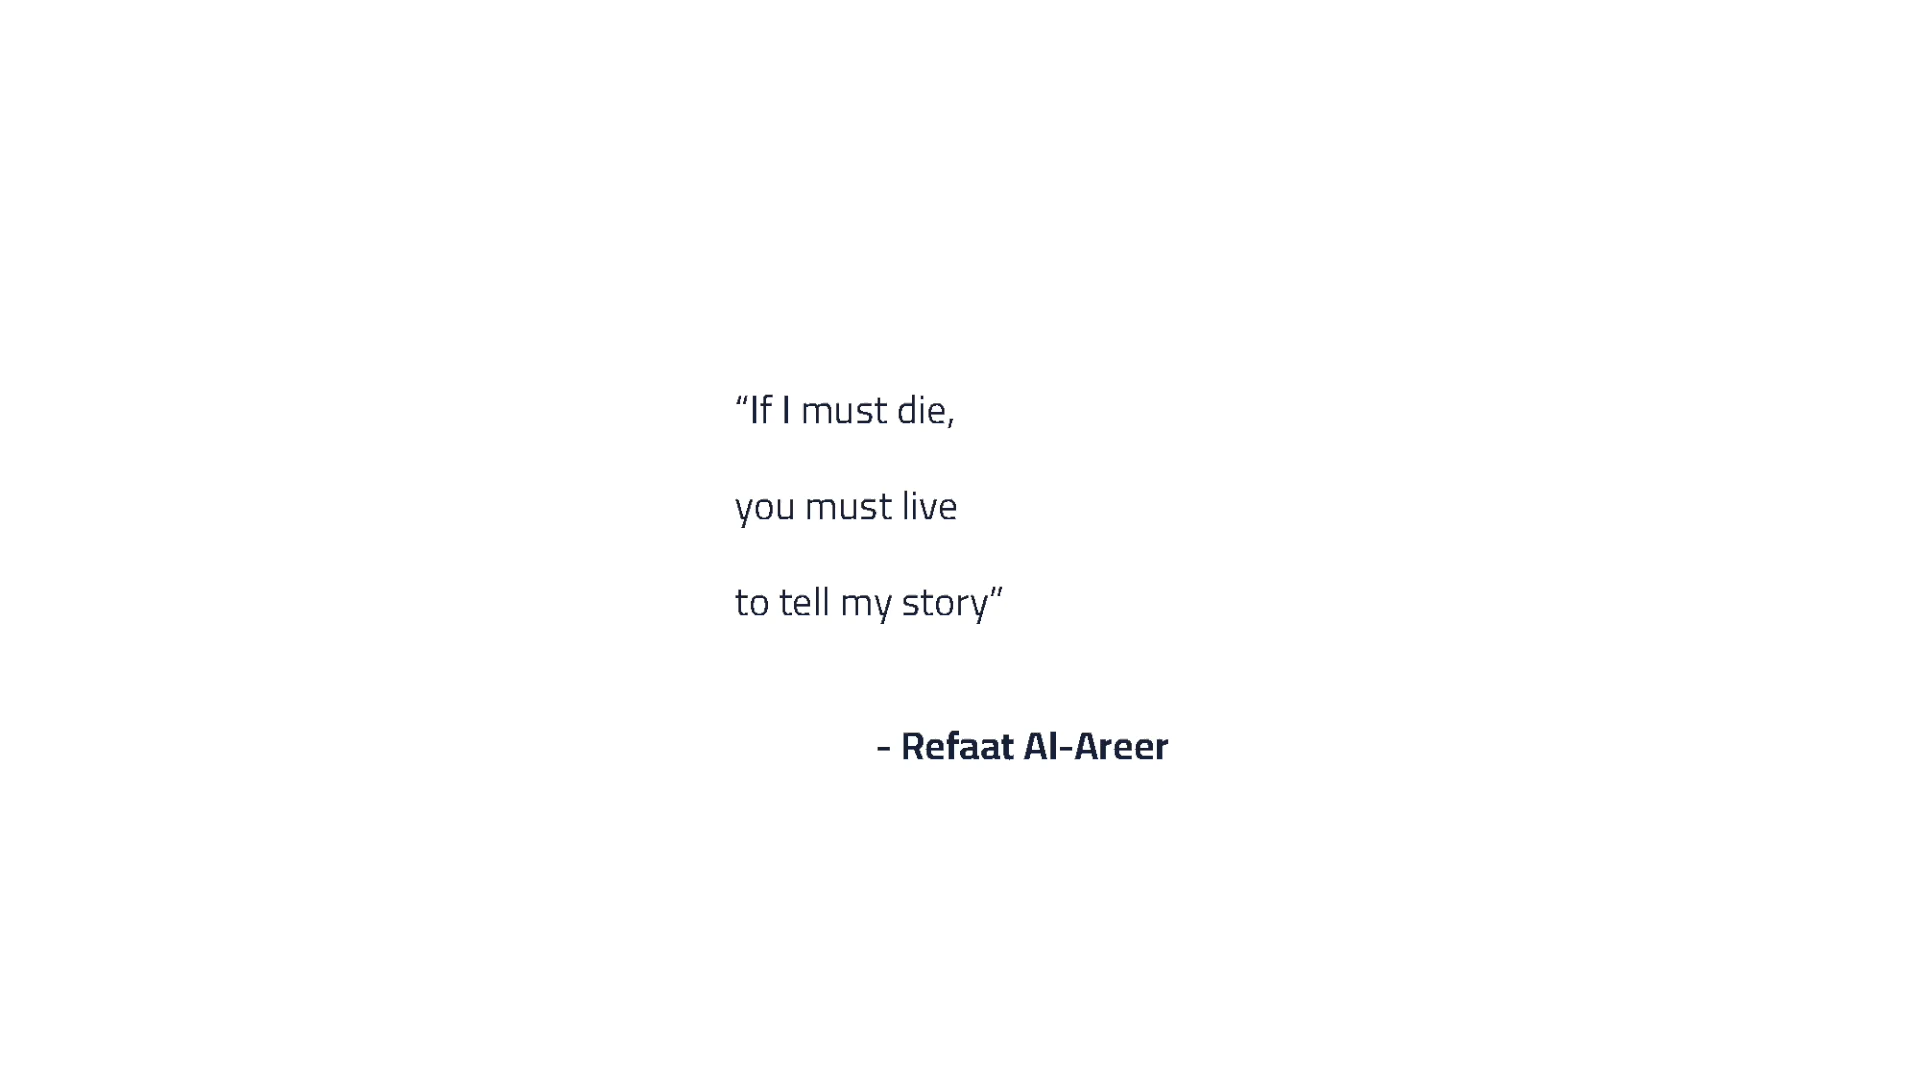 “If I must die,
you must live
to tell my story”
- Refaat Al-Areer